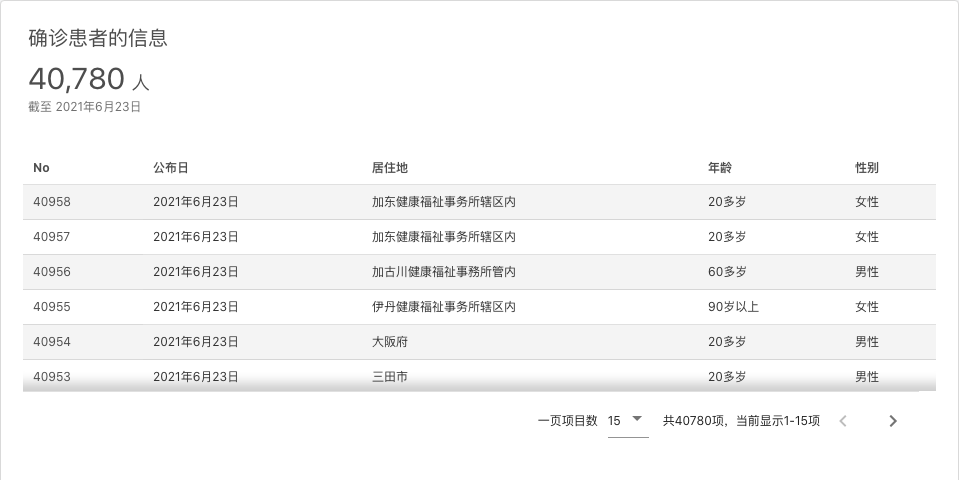 确诊患者的信息
40,780 人
截至 2021年6月23日
No 公布日 居住地 年龄 性别
40958 2021年6月23日 加东健康福祉事务所辖区内 20多岁 女性
40957 2021年6月23日 加东健康福祉事务所辖区内 20多岁 女性
40956 2021年6月23日 加古川健康福祉事務所管内 60多岁 男性
40955 2021年6月23日 伊丹健康福祉事务所辖区内 90岁以上 女性
40954 2021年6月23日 大阪府 20多岁 男性
40953 2021年6月23日 三田市 20多岁 男性
一页项目数 15 共40780项，当前显示1-15项